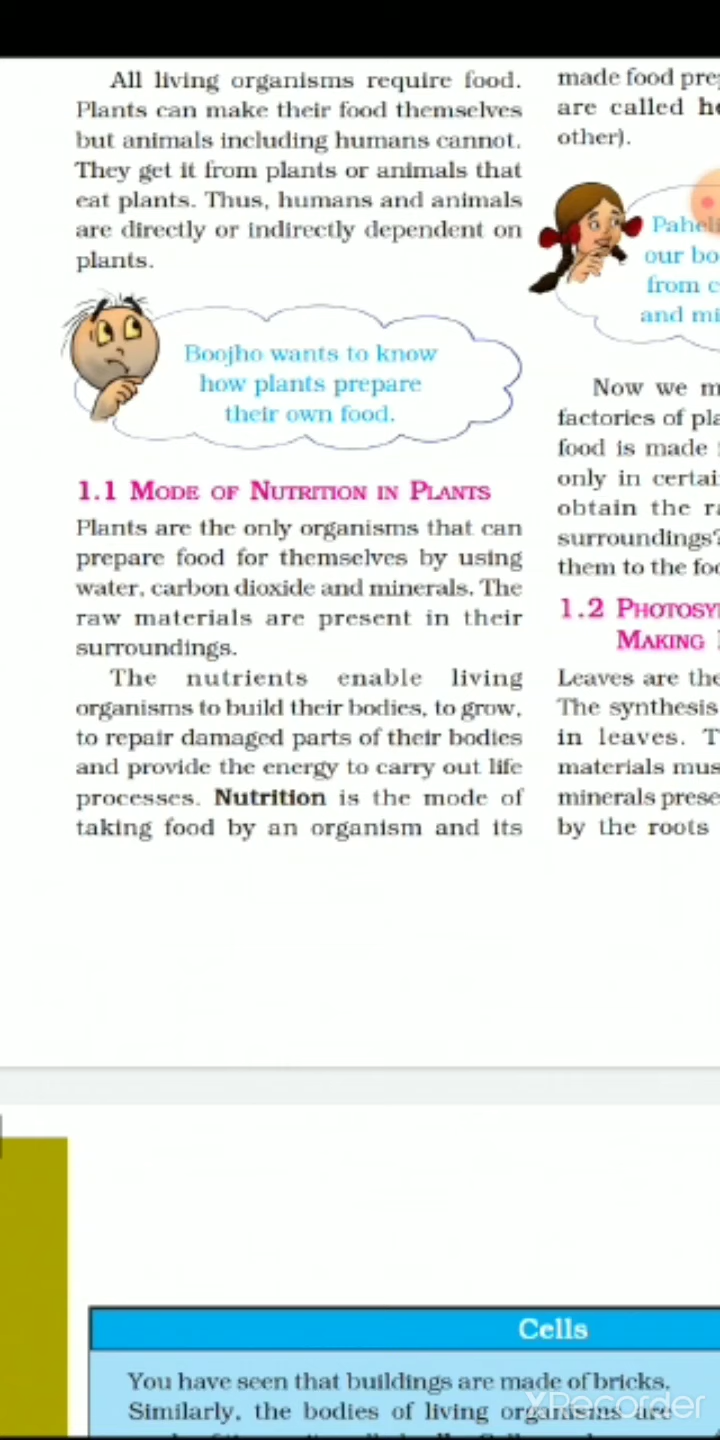 All living organisms require food.
Plants can make their food themselves
but animals including humans cannot.
They get it from plants or animals that
eat plants. Thus, humans and animals
are directly or indirectly dependent on
plants.
Boojho wants to know
how plants prepare
their own food.
1.1 MODE OF NUTRITION IN PLANTS
Plants are the only organisms that can
prepare food for themselves by using
water, carbon dioxide and minerals. The
raw materials are present in their
surroundings.
The nutrients enable living
organisms to build their bodies, to grow,
to repair damaged parts of their bodies
and provide the energy to carry out life
processes. Nutrition is the mode of
taking food by an organism and its
made food
are called
other).
our
from
and
Now we
factories of
food is made
only in
obtain the
surroundings?
them to the
1.2
MAKING
Leaves are the
The synthesis
in leaves.
materials
minerals
by the roots
Cells
You have seen that buildings are made of bricks.
Similarly, the bodies of living organisms are
XRecorder